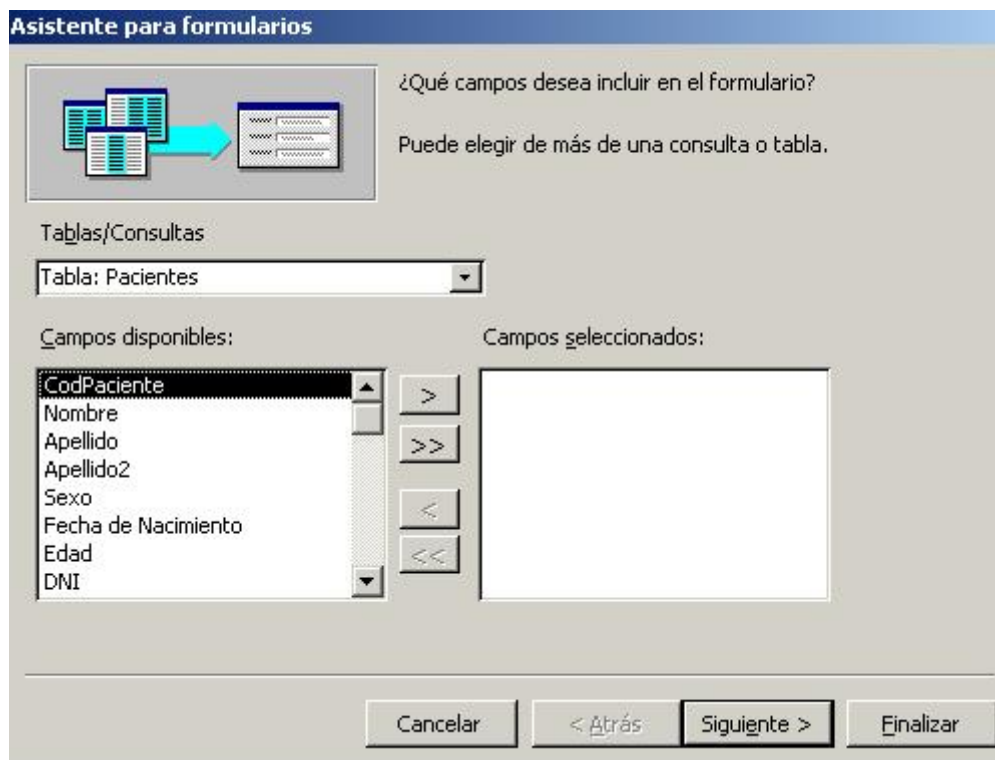 Asistente para formularios
¿Qué campos desea incluir en el formulario?
Puede elegir de más de una consulta o tabla.
Tablas/Consultas
Tabla: Pacientes
Campos disponibles:
Campos seleccionados:
CodPaciente
Nombre
Apellido
Apellido2
Sexo
Fecha de Nacimiento
Edad
DNI
>
>>
<
<<
Cancelar
< Atrás
Siguiente >
Finalizar